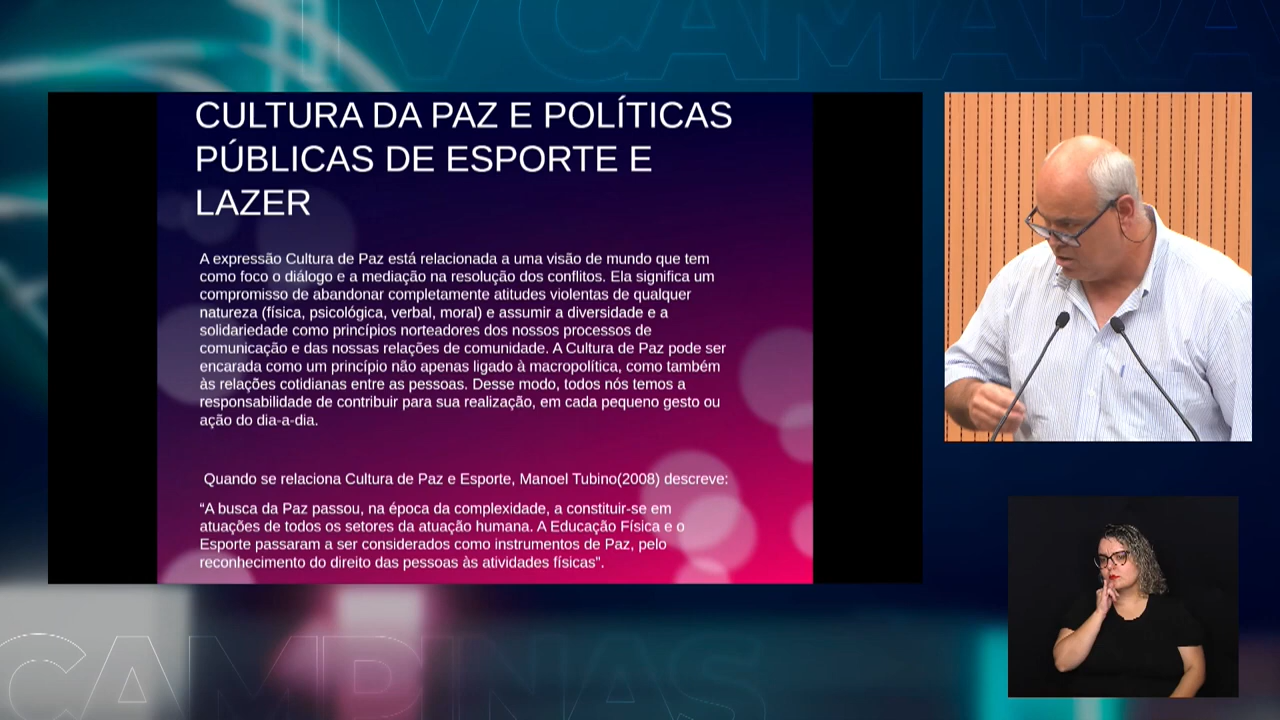 TV CAMARA
CULTURA DA PAZ E POLÍTICAS
PÚBLICAS DE ESPORTE E
LAZER
A expressão Cultura de Paz está relacionada a uma visão de mundo que tem
como foco o diálogo e a mediação na resolução dos conflitos. Ela significa um
compromisso de abandonar completamente atitudes violentas de qualquer
natureza (física, psicológica, verbal, moral) e assumir a diversidade e a
solidariedade como princípios norteadores dos nossos processos de
comunicação e das nossas relações de comunidade. A Cultura de Paz pode ser
encarada como um princípio não apenas ligado à macropolítica, como também
às relações cotidianas entre as pessoas. Desse modo, todos nós temos a
responsabilidade de contribuir para sua realização, em cada pequeno gesto ou
ação do dia-a-dia.
Quando se relaciona Cultura de Paz e Esporte, Manoel Tubino(2008) descreve:
“A busca da Paz passou, na época da complexidade, a constituir-se em
atuações de todos os setores da atuação humana. A Educação Física e o
Esporte passaram a ser considerados como instrumentos de Paz, pelo
reconhecimento do direito das pessoas às atividades físicas”.
CAMPINAS